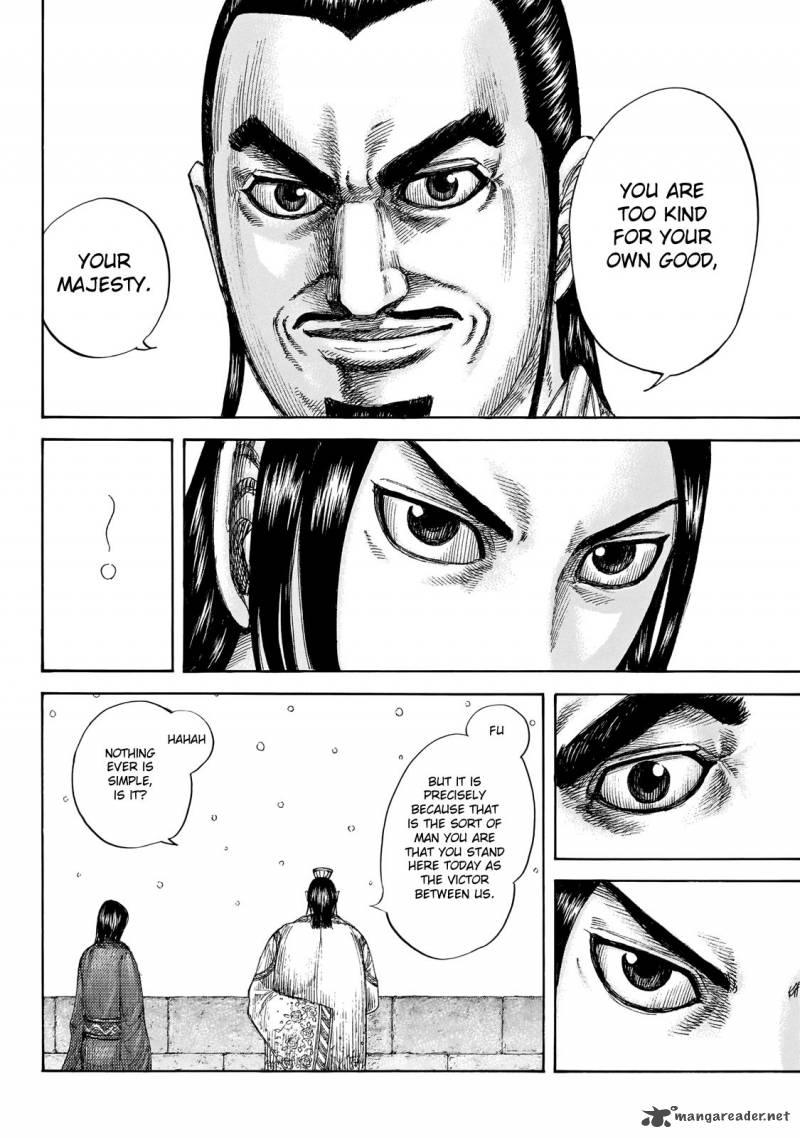 YOU ARE
TOO KIND
FOR YOUR
OWN GOOD,
YOUR
MAJESTY.
?
FU
BUT IT IS
PRECISELY
BECAUSE THAT
IS THE SORT OF
MAN YOU ARE
THAT YOU STAND
HERE TODAY AS
THE VICTOR
BETWEEN US.
HAHAH
NOTHING
EVER IS
SIMPLE,
IS IT?
mangareader.net